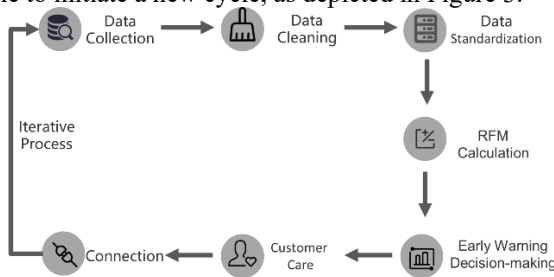 to initiate a new cycle, as depicted in Figure
Data
Collection
Data
Cleaning
Data
Standardization
Iterative
Process
RFM
Calculation
Connection
Customer
Care
Early Warning
Decision-making